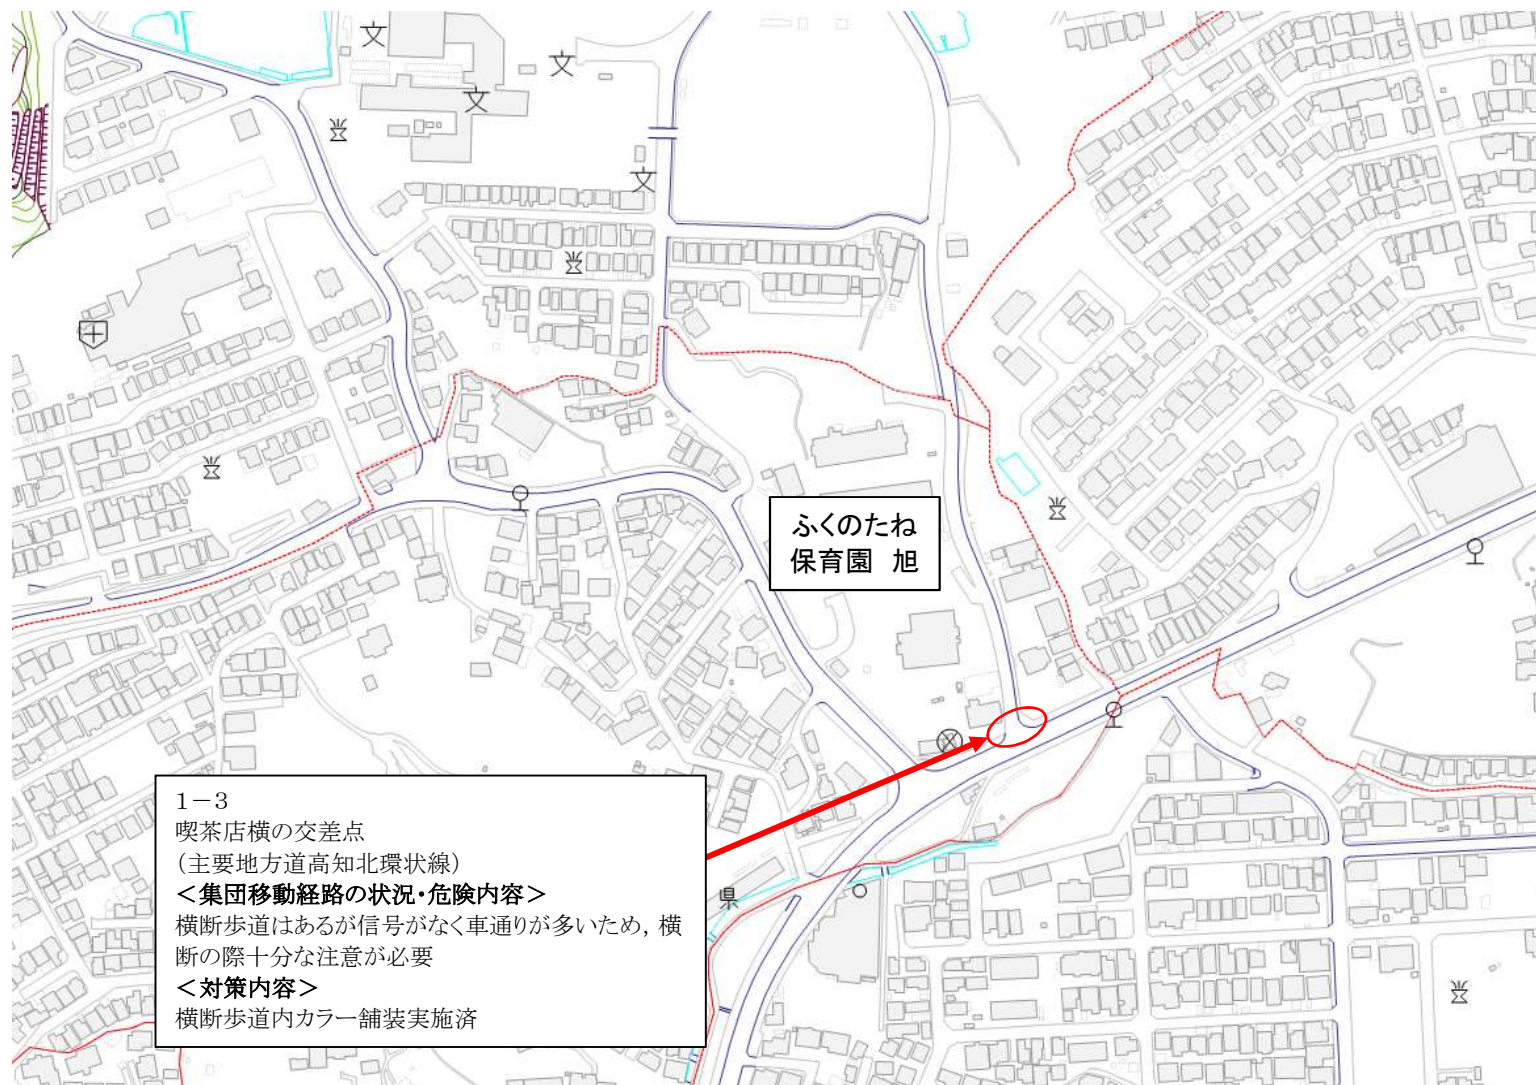 文
文
文
文
ふくのたね
保育園 旭
1-3
喫茶店横の交差点
(主要地方道高知北環状線)
<集団移動経路の状況・危険内容>
横断歩道はあるが信号がなく車通りが多いため,横
断の際十分な注意が必要
<対策内容>
横断歩道内カラー舗装実施済
県